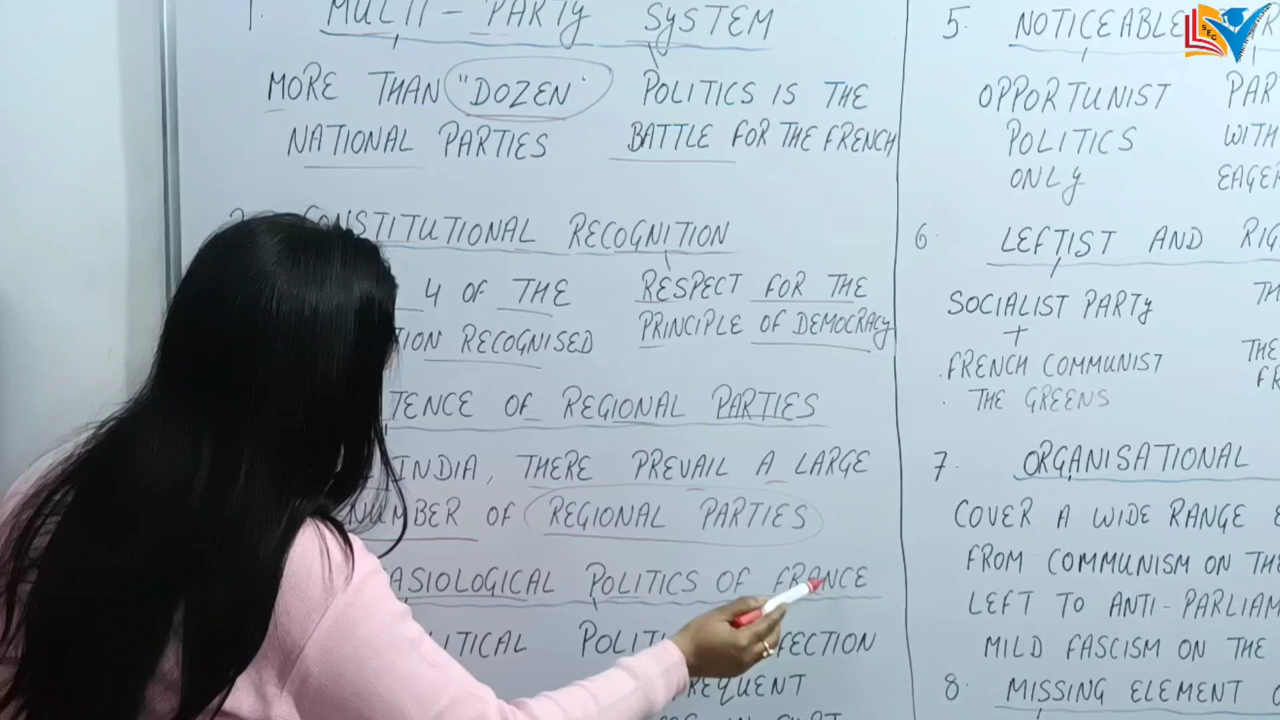 1. MULTI-PARTY SYSTEM
MORE THAN "DOZEN"
NATIONAL PARTIES
POLITICS IS THE
BATTLE FOR THE FRENCH
CONSTITUTIONAL RECOGNITION
4 OF THE
TION RECOGNISED
RESPECT FOR THE
PRINCIPLE OF DEMOCRACY
TENCE OF REGIONAL PARTIES
INDIA, THERE PREVAIL A LARGE
NUMBER OF REGIONAL PARTIES
ASIOLOGICAL POLITICS OF FRANCE
LITICAL
POLITI
FECTION
REQUENT
5. NOTICEABLE
OPPORTUNIST
POLITICS
ONLY
PAR
WITH
EAGER
6. LEFTIST AND RIG
SOCIALIST PARTY
+
. FRENCH COMMUNIST
. THE GREENS
TH
THE
FR
7. ORGANISATIONAL
COVER A WIDE RANGE
FROM COMMUNISM ON THE
LEFT TO ANTI-PARLIAM
MILD FASCISM ON THE
8. MISSING ELEMENT